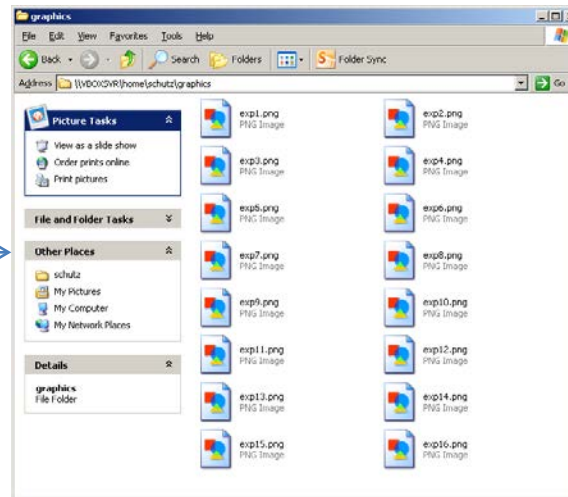 graphics
File Edit View Favorites Tools Help
Back Search Folders Folder Sync
Address \\VBOXSVR\home\schutz\graphics Go
Picture Tasks
View as a slide show
Order prints online
Print pictures
File and Folder Tasks
Other Places
schutz
My Pictures
My Computer
My Network Places
Details
graphics
File Folder
exp1.png
PNG Image
exp2.png
PNG Image
exp3.png
PNG Image
exp4.png
PNG Image
exp5.png
PNG Image
exp6.png
PNG Image
exp7.png
PNG Image
exp8.png
PNG Image
exp9.png
PNG Image
exp10.png
PNG Image
exp11.png
PNG Image
exp12.png
PNG Image
exp13.png
PNG Image
exp14.png
PNG Image
exp15.png
PNG Image
exp16.png
PNG Image